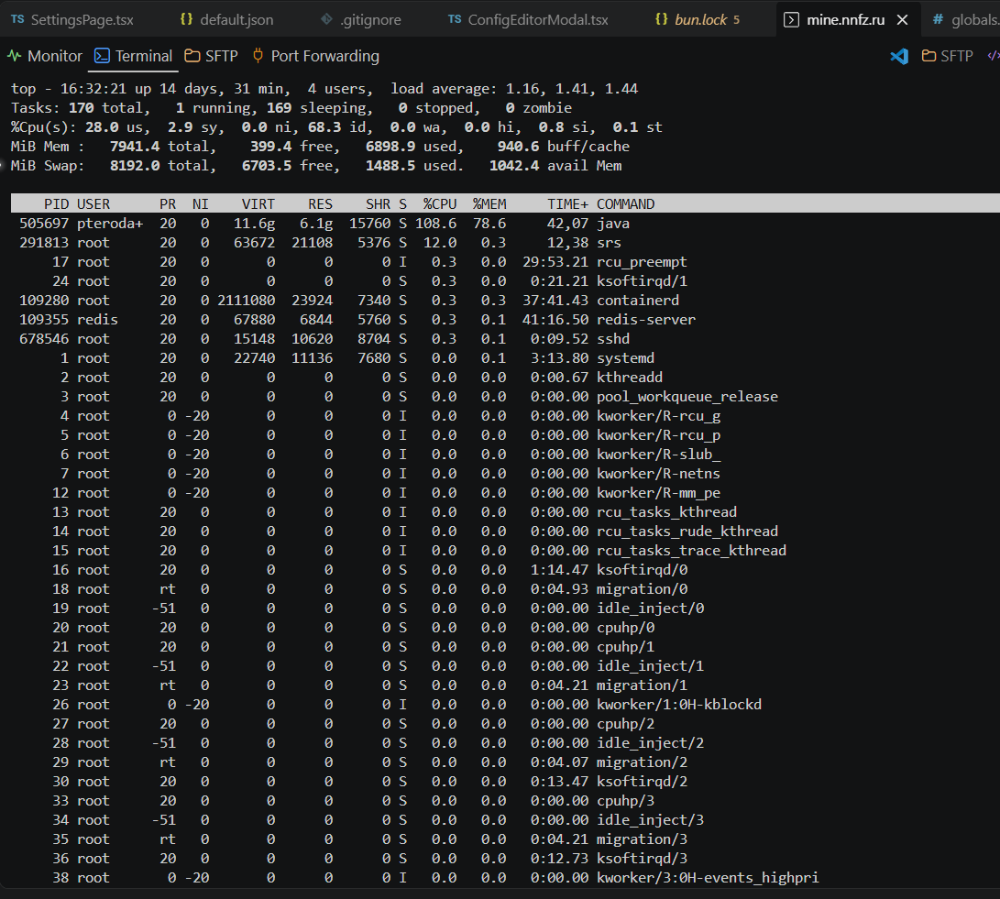 SettingsPage.tsx default.json .gitignore ConfigEditorModal.tsx bun.lock 5 mine.nnfz.ru globals.
Monitor Terminal SFTP Port Forwarding SFTP
top - 16:32:21 up 14 days, 31 min,  4 users,  load average: 1.16, 1.41, 1.44
Tasks: 170 total,   1 running, 169 sleeping,   0 stopped,   0 zombie
%Cpu(s): 28.0 us,  2.9 sy,  0.0 ni, 68.3 id,  0.0 wa,  0.0 hi,  0.8 si,  0.1 st
MiB Mem :   7941.4 total,    399.4 free,   6898.9 used,    940.6 buff/cache
MiB Swap:   8192.0 total,   6703.5 free,   1488.5 used.   1042.4 avail Mem
PID USER PR NI VIRT RES SHR S %CPU %MEM TIME+ COMMAND
505697 pteroda+ 20 0 11.6g 6.1g 15760 S 108.6 78.6 42,07 java
291813 root 20 0 63672 21108 5376 S 12.0 0.3 12,38 srs
17 root 20 0 0 0 0 I 0.3 0.0 29:53.21 rcu_preempt
24 root 20 0 0 0 0 S 0.3 0.0 0:21.21 ksoftirqd/1
109280 root 20 0 2111080 23924 7340 S 0.3 0.3 37:41.43 containerd
109355 redis 20 0 67880 6844 5760 S 0.3 0.1 41:16.50 redis-server
678546 root 20 0 15148 10620 8704 S 0.3 0.1 0:09.52 sshd
1 root 20 0 22740 11136 7680 S 0.0 0.1 3:13.80 systemd
2 root 20 0 0 0 0 S 0.0 0.0 0:00.67 kthreadd
3 root 20 0 0 0 0 S 0.0 0.0 0:00.00 pool_workqueue_release
4 root 0 -20 0 0 0 I 0.0 0.0 0:00.00 kworker/R-rcu_g
5 root 0 -20 0 0 0 I 0.0 0.0 0:00.00 kworker/R-rcu_p
6 root 0 -20 0 0 0 I 0.0 0.0 0:00.00 kworker/R-slub_
7 root 0 -20 0 0 0 I 0.0 0.0 0:00.00 kworker/R-netns
12 root 0 -20 0 0 0 I 0.0 0.0 0:00.00 kworker/R-mm_pe
13 root 20 0 0 0 0 I 0.0 0.0 0:00.00 rcu_tasks_kthread
14 root 20 0 0 0 0 I 0.0 0.0 0:00.00 rcu_tasks_rude_kthread
15 root 20 0 0 0 0 I 0.0 0.0 0:00.00 rcu_tasks_trace_kthread
16 root 20 0 0 0 0 S 0.0 0.0 1:14.47 ksoftirqd/0
18 root rt 0 0 0 0 S 0.0 0.0 0:04.93 migration/0
19 root -51 0 0 0 0 S 0.0 0.0 0:00.00 idle_inject/0
20 root 20 0 0 0 0 S 0.0 0.0 0:00.00 cpuhp/0
21 root 20 0 0 0 0 S 0.0 0.0 0:00.00 cpuhp/1
22 root -51 0 0 0 0 S 0.0 0.0 0:00.00 idle_inject/1
23 root rt 0 0 0 0 S 0.0 0.0 0:04.21 migration/1
26 root 0 -20 0 0 0 I 0.0 0.0 0:00.00 kworker/1:0H-kblockd
27 root 20 0 0 0 0 S 0.0 0.0 0:00.00 cpuhp/2
28 root -51 0 0 0 0 S 0.0 0.0 0:00.00 idle_inject/2
29 root rt 0 0 0 0 S 0.0 0.0 0:04.07 migration/2
30 root 20 0 0 0 0 S 0.0 0.0 0:13.47 ksoftirqd/2
33 root 20 0 0 0 0 S 0.0 0.0 0:00.00 cpuhp/3
34 root -51 0 0 0 0 S 0.0 0.0 0:00.00 idle_inject/3
35 root rt 0 0 0 0 S 0.0 0.0 0:04.21 migration/3
36 root 20 0 0 0 0 S 0.0 0.0 0:12.73 ksoftirqd/3
38 root 0 -20 0 0 0 I 0.0 0.0 0:00.00 kworker/3:0H-events_highpri